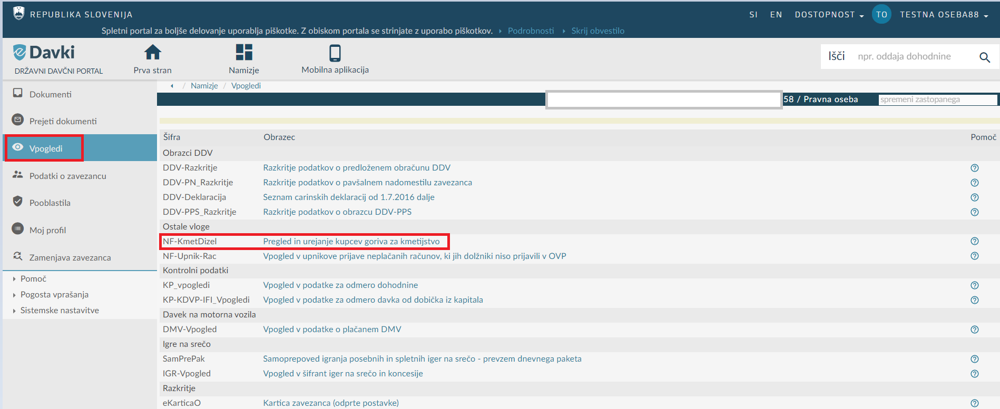 REPUBLIKA SLOVENIJA
SI EN DOSTOPNOST TO TESTNA OSEBA88
Spletni portal za boljše delovanje uporablja piškotke. Z obiskom portala se strinjate z uporabo piškotkov. Podrobnosti Skrij obvestilo
e Davki
DRŽAVNI DAVČNI PORTAL
Prva stran
Namizje
Mobilna aplikacija
Išči npr. oddaja dohodnine
/ Namizje / Vpogledi
58 / Pravna oseba spremeni zastopanega
Dokumenti
Prejeti dokumenti
Vpogledi
Podatki o zavezancu
Pooblastila
Moj profil
Zamenjava zavezanca
Pomoč
Pogosta vprašanja
Sistemske nastavitve
Šifra Obrazec Pomoč
Obrazci DDV
DDV-Razkritje Razkritje podatkov o predloženem obračunu DDV
DDV-PN_Razkritje Razkritje podatkov o pavšalnem nadomestilu zavezanca
DDV-Deklaracija Seznam carinskih deklaracij od 1.7.2016 dalje
DDV-PPS_Razkritje Razkritje podatkov o obrazcu DDV-PPS
Ostale vloge
NF-KmetDizel Pregled in urejanje kupcev goriva za kmetijstvo
NF-Upnik-Rac Vpogled v upnikove prijave neplačanih računov, ki jih dolžniki niso prijavili v OVP
Kontrolni podatki
KP_vpogledi Vpogled v podatke za odmero dohodnine
KP-KDVP-IFI_Vpogledi Vpogled v podatke za odmero davka od dobička iz kapitala
Davek na motorna vozila
DMV-Vpogled Vpogled v podatke o plačanem DMV
Igre na srečo
SamPrePak Samoprepoved igranja posebnih in spletnih iger na srečo - prevzem dnevnega paketa
IGR-Vpogled Vpogled v šifrant iger na srečo in koncesije
Razkritje
eKarticaO Kartica zavezanca (odprte postavke)